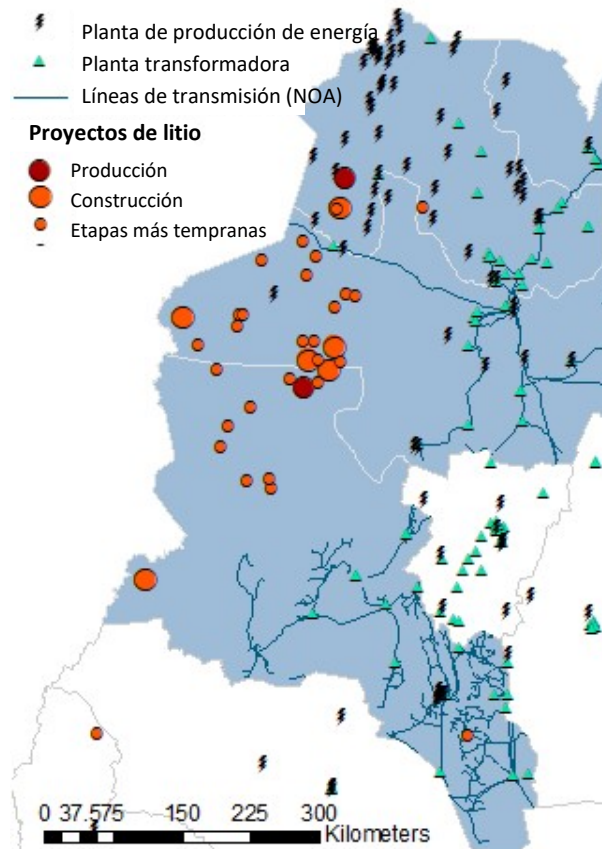 Planta de producción de energía
Planta transformadora
Líneas de transmisión (NOA)
Proyectos de litio
Producción
Construcción
Etapas más tempranas
0 37.575 150 225 300
Kilometers